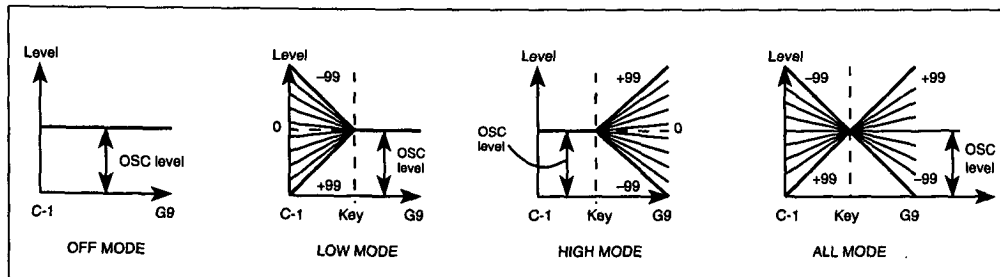 Level
OSC level
C-1
OFF MODE
Level
–99
0
+99
OSC
level
C-1 Key G9
LOW MODE
Level
+99
OSC
level
0
–99
C-1 Key G9
HIGH MODE
Level
–99 +99
OSC
level
+99 –99
C-1 Key G9
ALL MODE
G9